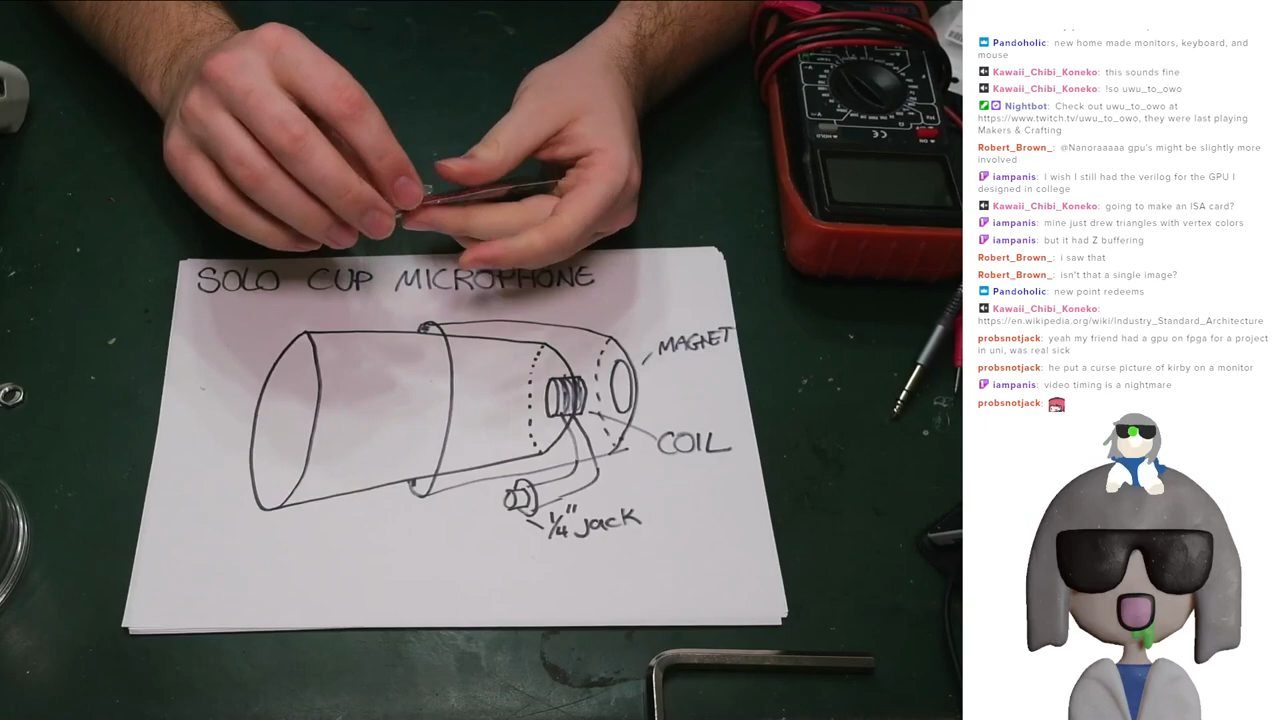 SOLO CUP MICROPHONE
MAGNET
COIL
1/4" Jack
HOLD
CE
Pandoholic: new home made monitors, keyboard, and
mouse
Kawaii_Chibi_Koneko: this sounds fine
Kawaii_Chibi_Koneko: !so uwu_to_owo
Nightbot: Check out uwu_to_owo at
https://www.twitch.tv/uwu_to_owo, they were last playing
Makers & Crafting
Robert_Brown_: @Nanoraaaaa gpu's might be slightly more
involved
iampanis: I wish I still had the verilog for the GPU I
designed in college
Kawaii_Chibi_Koneko: going to make an ISA card?
iampanis: mine just drew triangles with vertex colors
iampanis: but it had Z buffering
Robert_Brown_: i saw that
Robert_Brown_: isn't that a single image?
Pandoholic: new point redeems
Kawaii_Chibi_Koneko:
https://en.wikipedia.org/wiki/Industry_Standard_Architecture
probsnotjack: yeah my friend had a gpu on fpga for a project
in uni, was real sick
probsnotjack: he put a curse picture of kirby on a monitor
iampanis: video timing is a nightmare
probsnotjack: